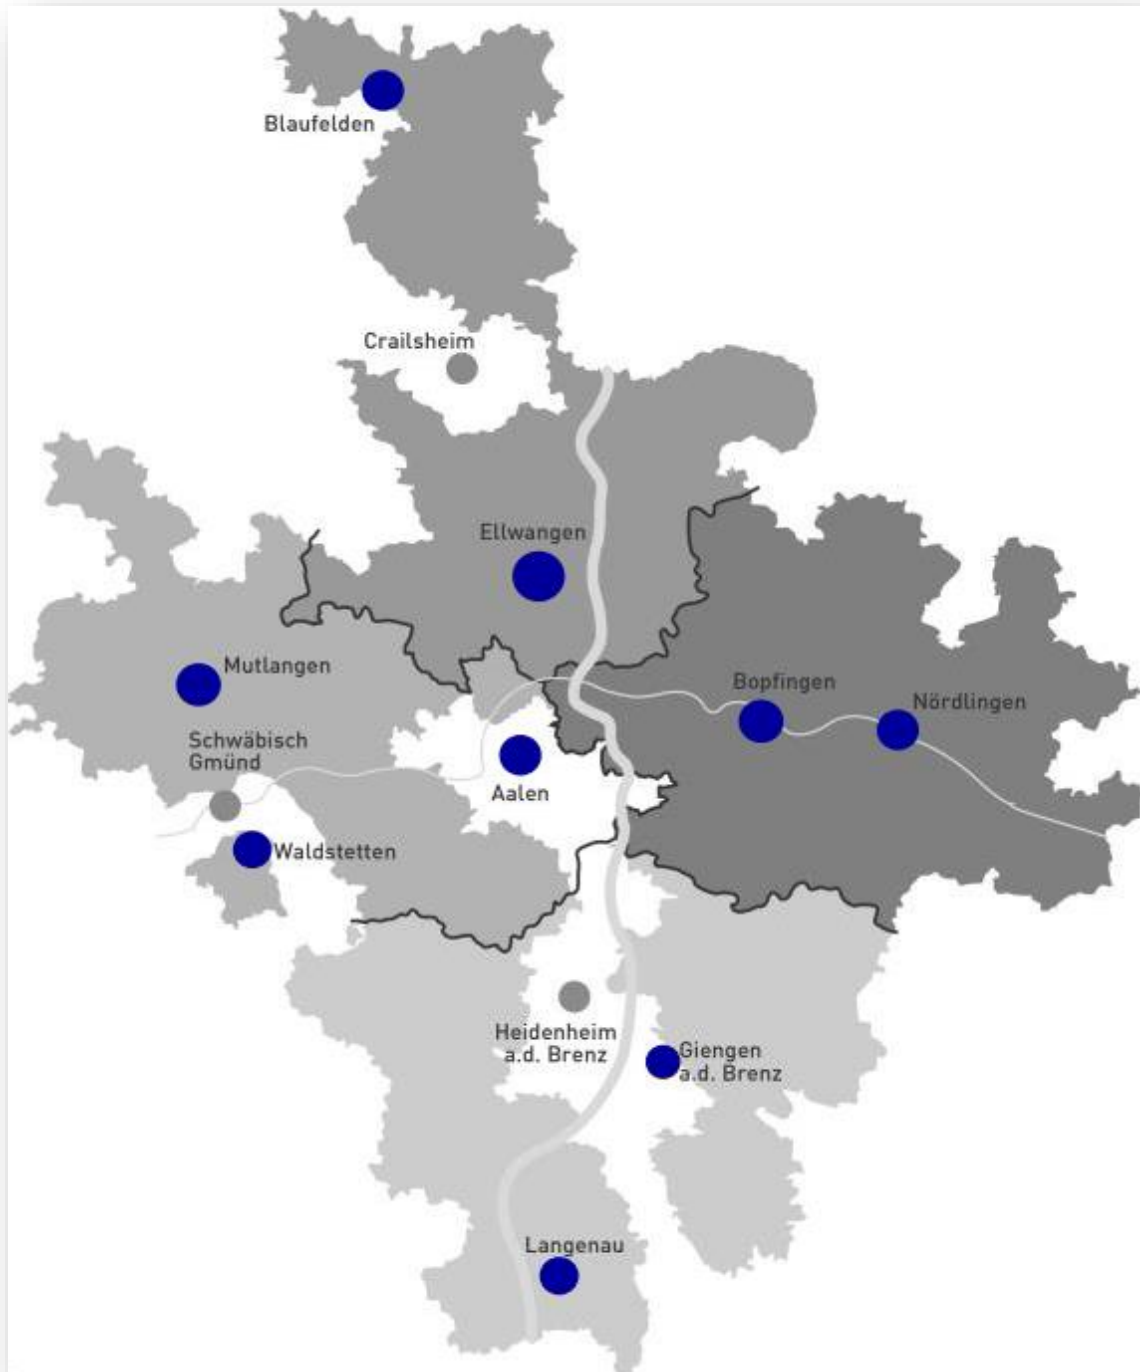 Blaufelden
Crailsheim
Ellwangen
Mutlangen
Bopfingen
Nördlingen
Schwäbisch
Gmünd
Aalen
Waldstetten
Heidenheim
a.d. Brenz
Giengen
a.d. Brenz
Langenau